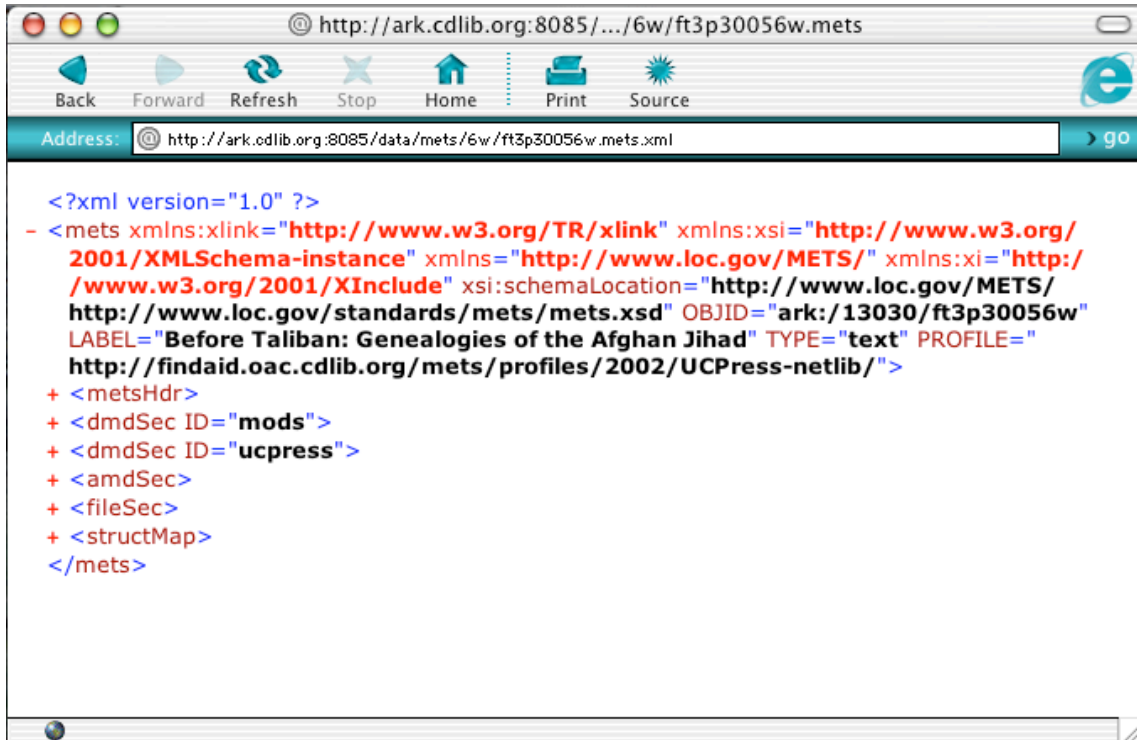 http://ark.cdlib.org:8085/.../6w/ft3p30056w.mets
Back Forward Refresh Stop Home Print Source
Address: http://ark.cdlib.org:8085/data/mets/6w/ft3p30056w.mets.xml go
<?xml version="1.0" ?>
- <mets xmlns:xlink="http://www.w3.org/TR/xlink" xmlns:xsi="http://www.w3.org/
2001/XMLSchema-instance" xmlns="http://www.loc.gov/METS/" xmlns:xi="http:/
/www.w3.org/2001/XInclude" xsi:schemaLocation="http://www.loc.gov/METS/
http://www.loc.gov/standards/mets/mets.xsd" OBJID="ark:/13030/ft3p30056w"
LABEL="Before Taliban: Genealogies of the Afghan Jihad" TYPE="text" PROFILE="
http://findaid.oac.cdlib.org/mets/profiles/2002/UCPress-netlib/">
+ <metsHdr>
+ <dmdSec ID="mods">
+ <dmdSec ID="ucpress">
+ <amdSec>
+ <fileSec>
+ <structMap>
</mets>